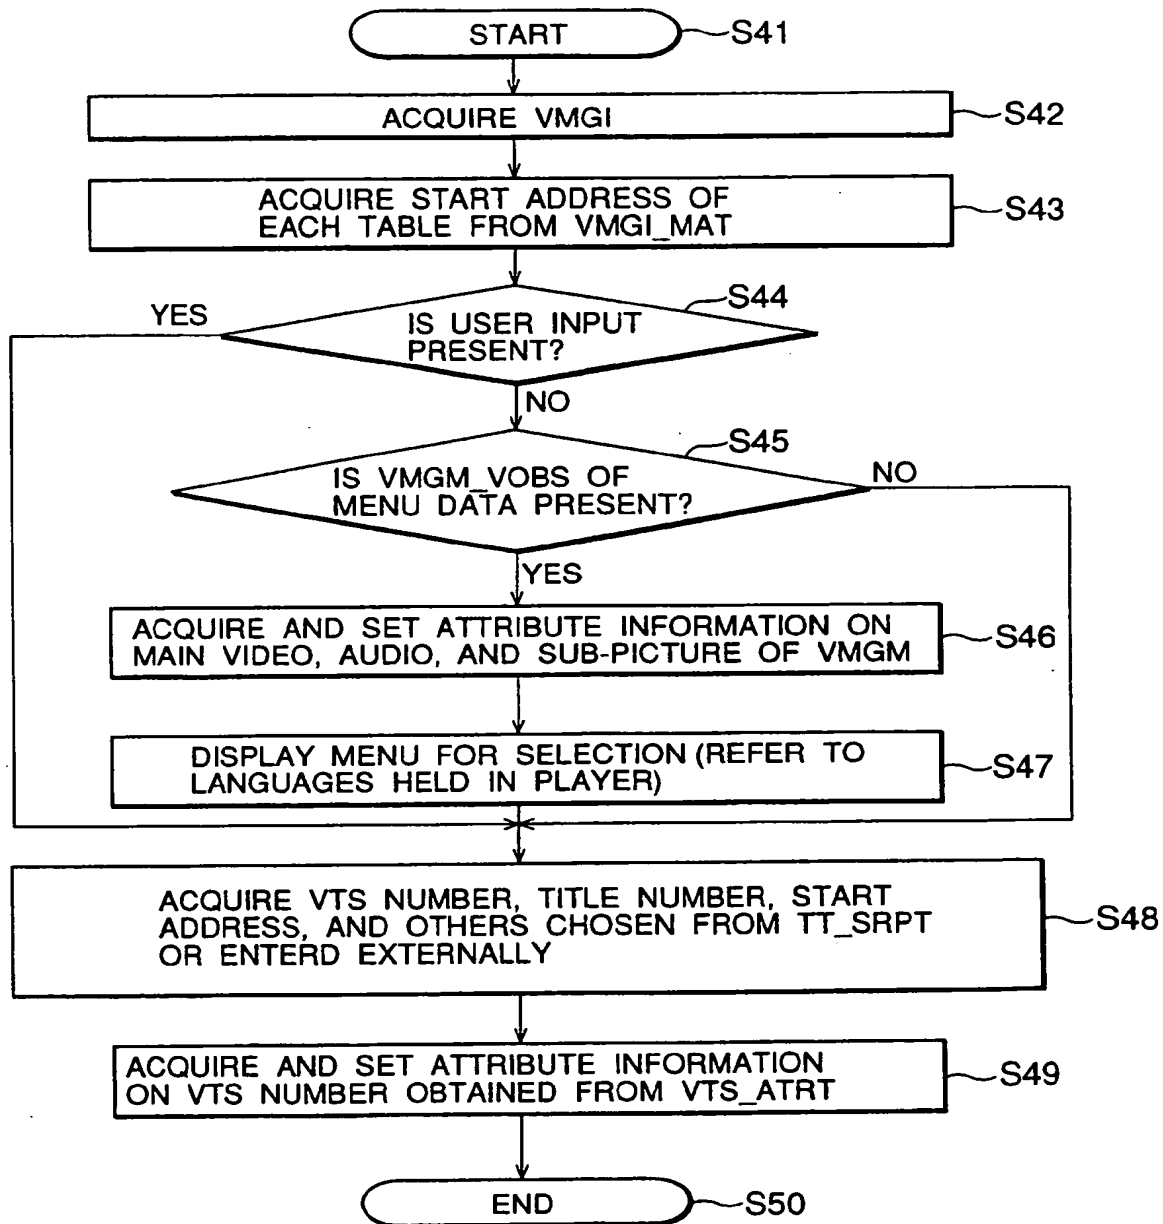 START
S41
ACQUIRE VMGI
S42
ACQUIRE START ADDRESS OF
EACH TABLE FROM VMGI_MAT
S43
S44
YES
IS USER INPUT
PRESENT?
NO
S45
IS VMGM_VOBS OF
MENU DATA PRESENT?
NO
YES
ACQUIRE AND SET ATTRIBUTE INFORMATION ON
MAIN VIDEO, AUDIO, AND SUB-PICTURE OF VMGM
S46
DISPLAY MENU FOR SELECTION (REFER TO
LANGUAGES HELD IN PLAYER)
S47
ACQUIRE VTS NUMBER, TITLE NUMBER, START
ADDRESS, AND OTHERS CHOSEN FROM TT_SRPT
OR ENTERD EXTERNALLY
S48
ACQUIRE AND SET ATTRIBUTE INFORMATION
ON VTS NUMBER OBTAINED FROM VTS_ATRT
S49
END
S50